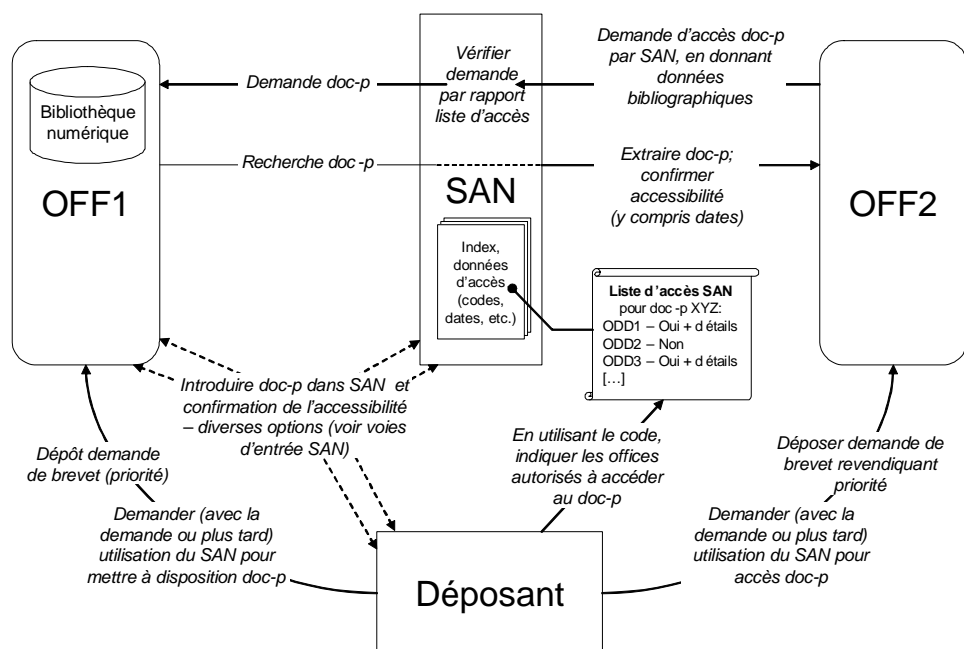 Bibliothèque
numérique
OFF1
Demande doc-p
Recherche doc -p
Vérifier
demande
par rapport
liste d'accès
SAN
Index,
données
d'accès
(codes,
dates, etc.)
Demande d'accès doc-p
par SAN, en donnant
données
bibliographiques
Extraire doc-p;
confirmer
accessibilité
(y compris dates)
OFF2
Liste d'accès SAN
pour doc -p XYZ:
ODD1 – Oui + d étails
ODD2 – Non
ODD3 – Oui + d étails
[…]
Introduire doc-p dans SAN et
confirmation de l'accessibilité
– diverses options (voir voies
d'entrée SAN)
Dépôt demande
de brevet (priorité)
Demander (avec la
demande ou plus tard)
utilisation du SAN pour
mettre à disposition doc-p
En utilisant le code,
indiquer les offices
autorisés à accéder
au doc-p
Déposer demande de
brevet revendiquant
priorité
Demander (avec la
demande ou plus tard)
utilisation du SAN pour
accès doc-p
Déposant